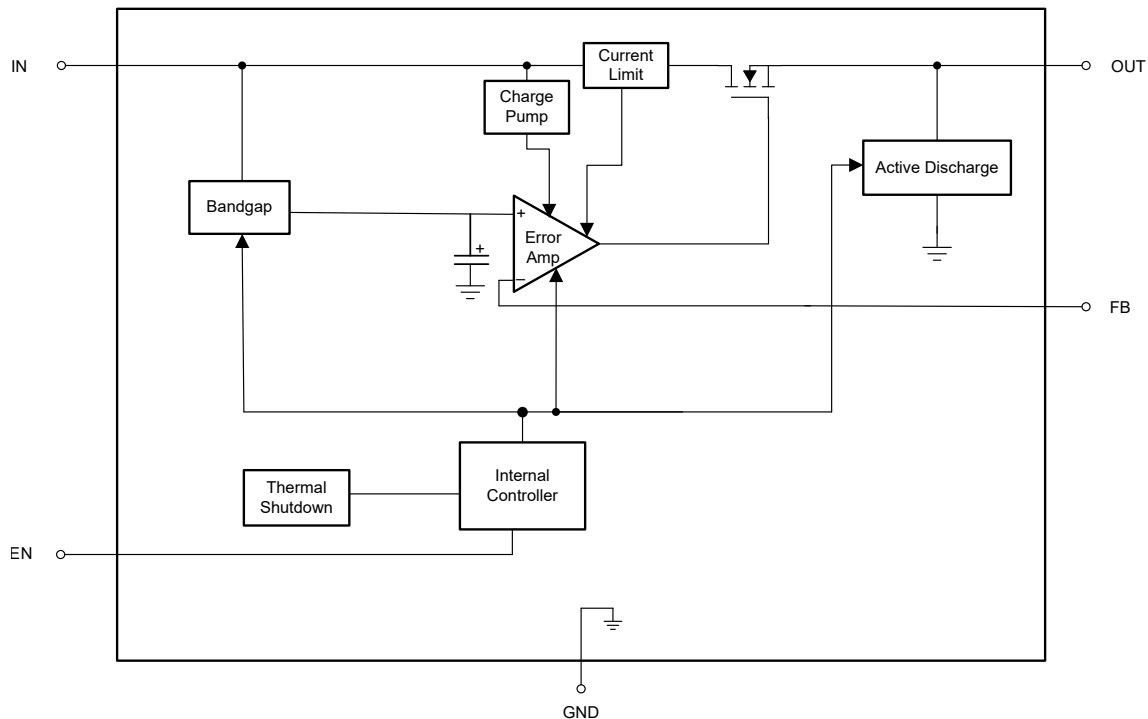 IN
Current
Limit
OUT
Charge
Pump
Active Discharge
Bandgap
+
Error
Amp
+
−
FB
Internal
Controller
Thermal
Shutdown
EN
GND